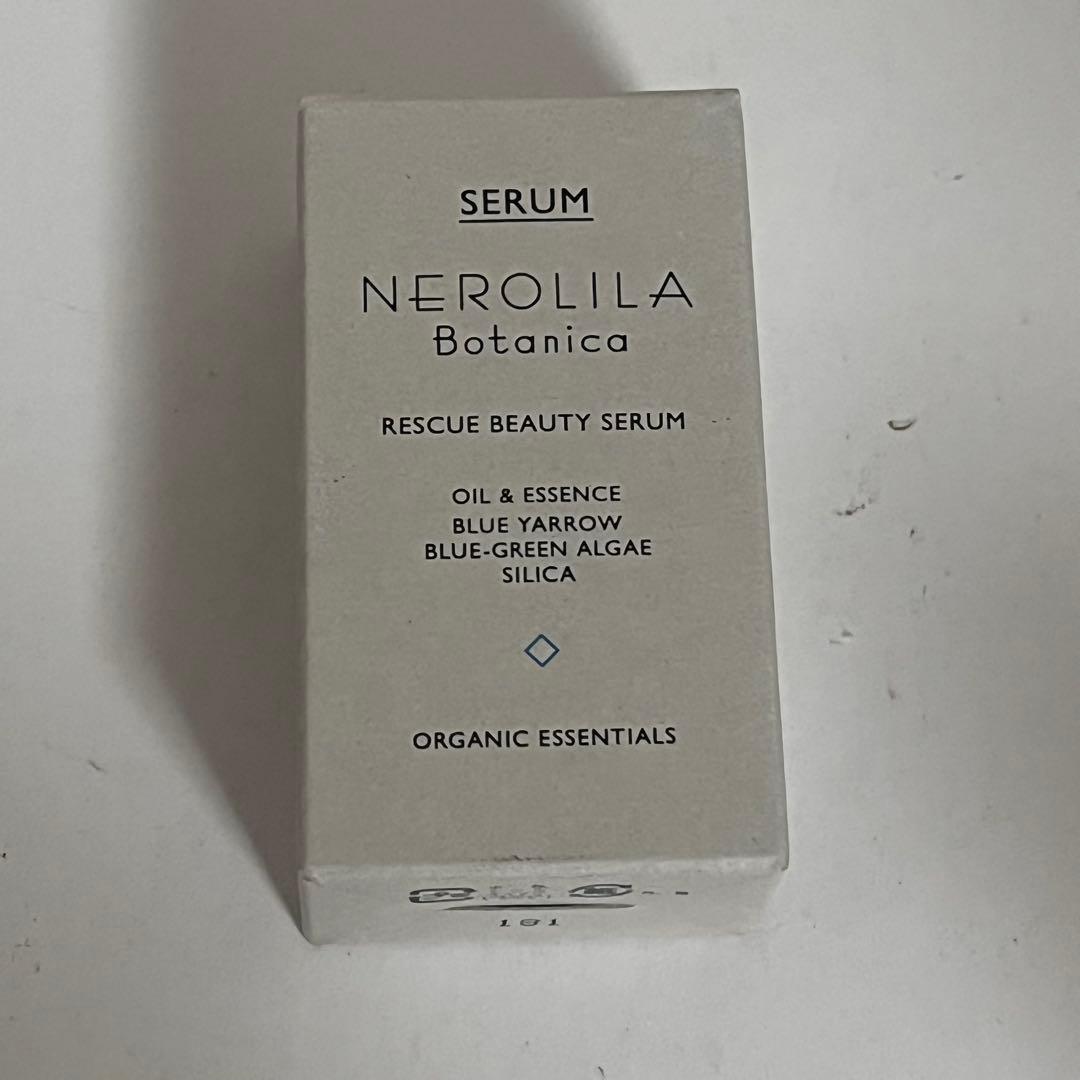 SERUM
NEROLILA
Botanica
RESCUE BEAUTY SERUM
OIL & ESSENCE
BLUE YARROW
BLUE-GREEN ALGAE
SILICA
ORGANIC ESSENTIALS